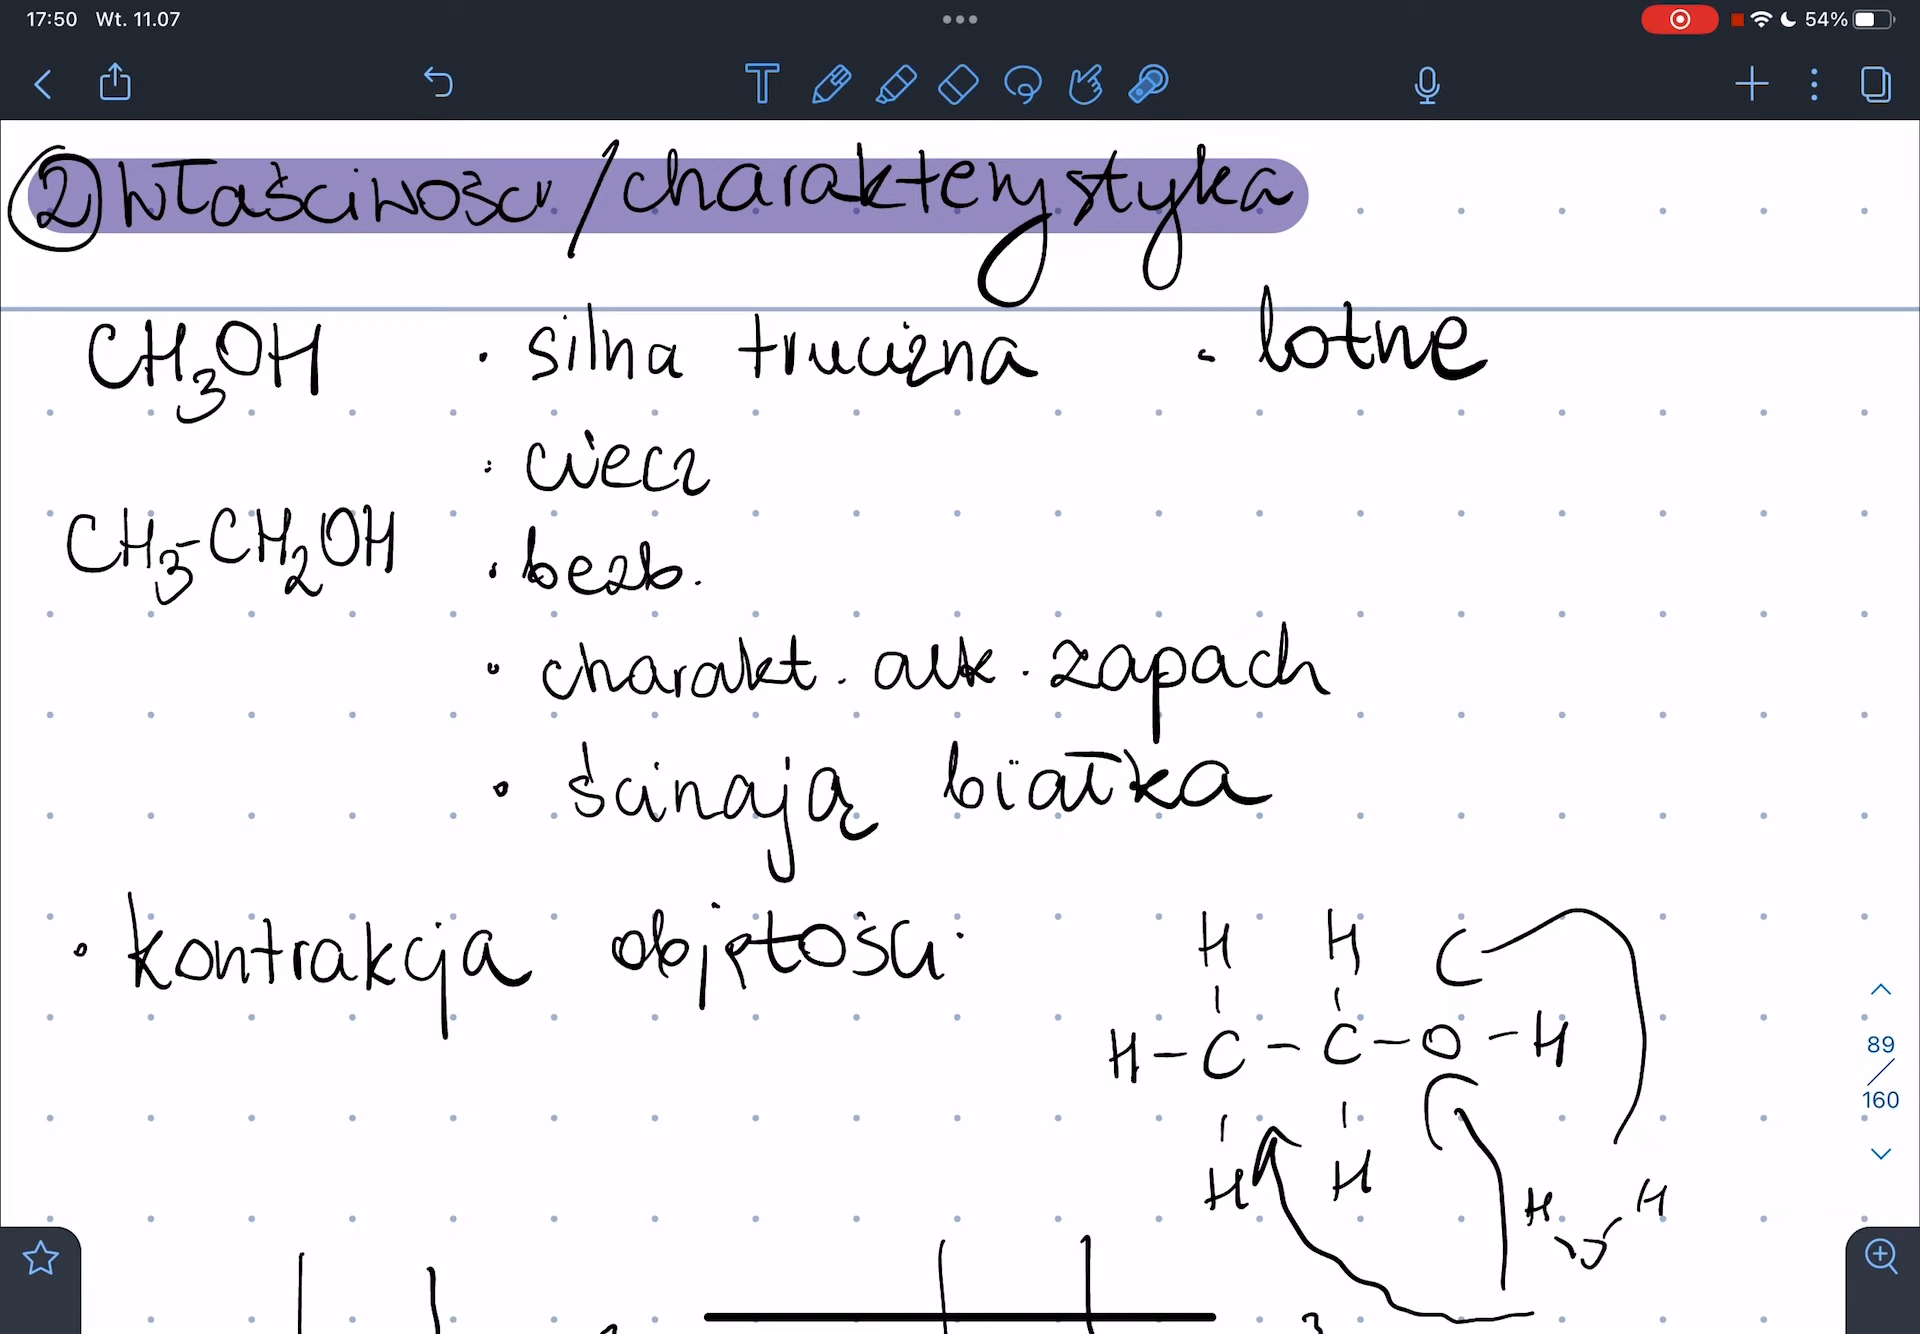 17:50 Wt. 11.07
54%
2) Właściwości / charakterystyka
CH3OH · silna trucizna · lotne
· ciecz
CH3-CH2OH · bezb.
· charakt. alk. zapach
· ścinają białka
· kontrakcja objętości
H H
H-C-C-O-H
H H
H H
89
160